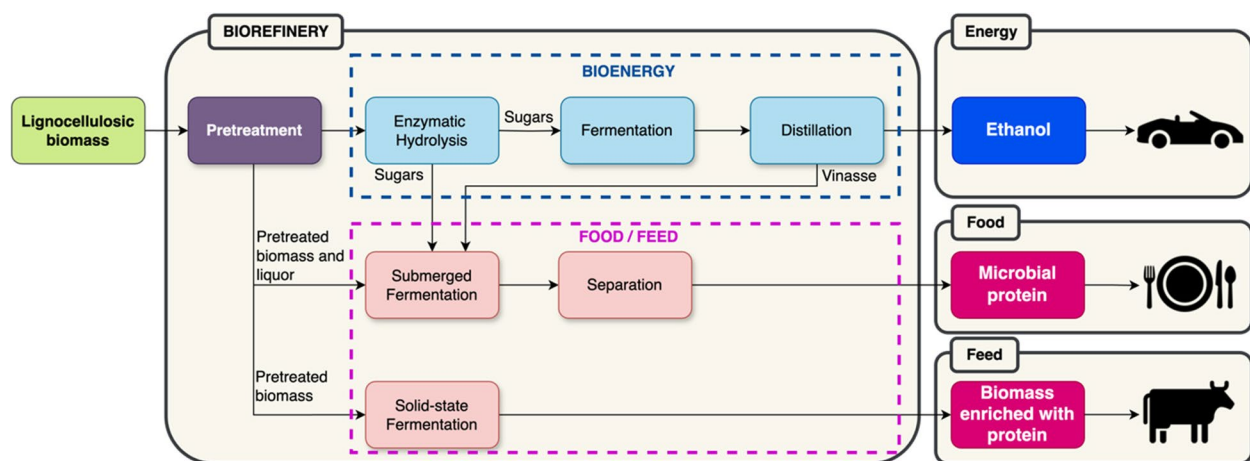 BIOREFINERY
Energy
BIOENERGY
Lignocellulosic
biomass
Pretreatment
Enzymatic
Hydrolysis
Sugars
Fermentation
Distillation
Ethanol
Sugars
Vinasse
Food
FOOD / FEED
Pretreated
biomass and
liquor
Submerged
Fermentation
Separation
Microbial
protein
Feed
Pretreated
biomass
Solid-state
Fermentation
Biomass
enriched with
protein